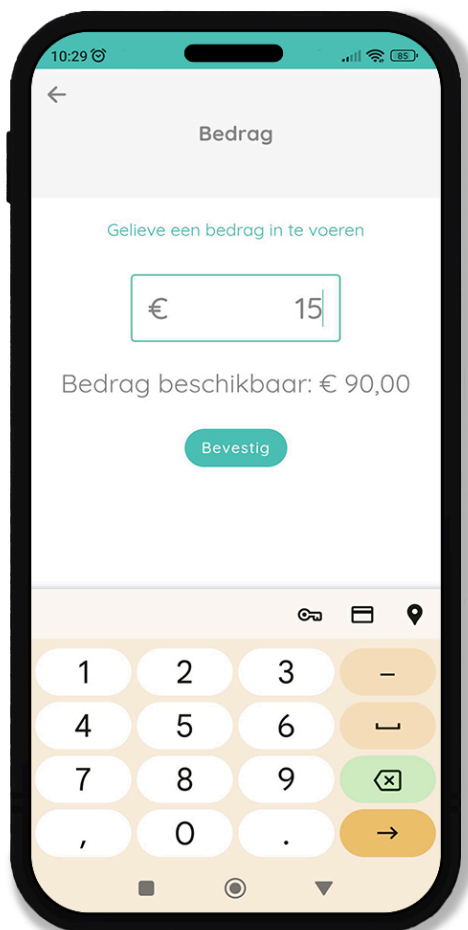 10:29
85
Bedrag
Gelieve een bedrag in te voeren
€ 15
Bedrag beschikbaar: € 90,00
Bevestig
1 2 3 –
4 5 6
7 8 9
, 0 .